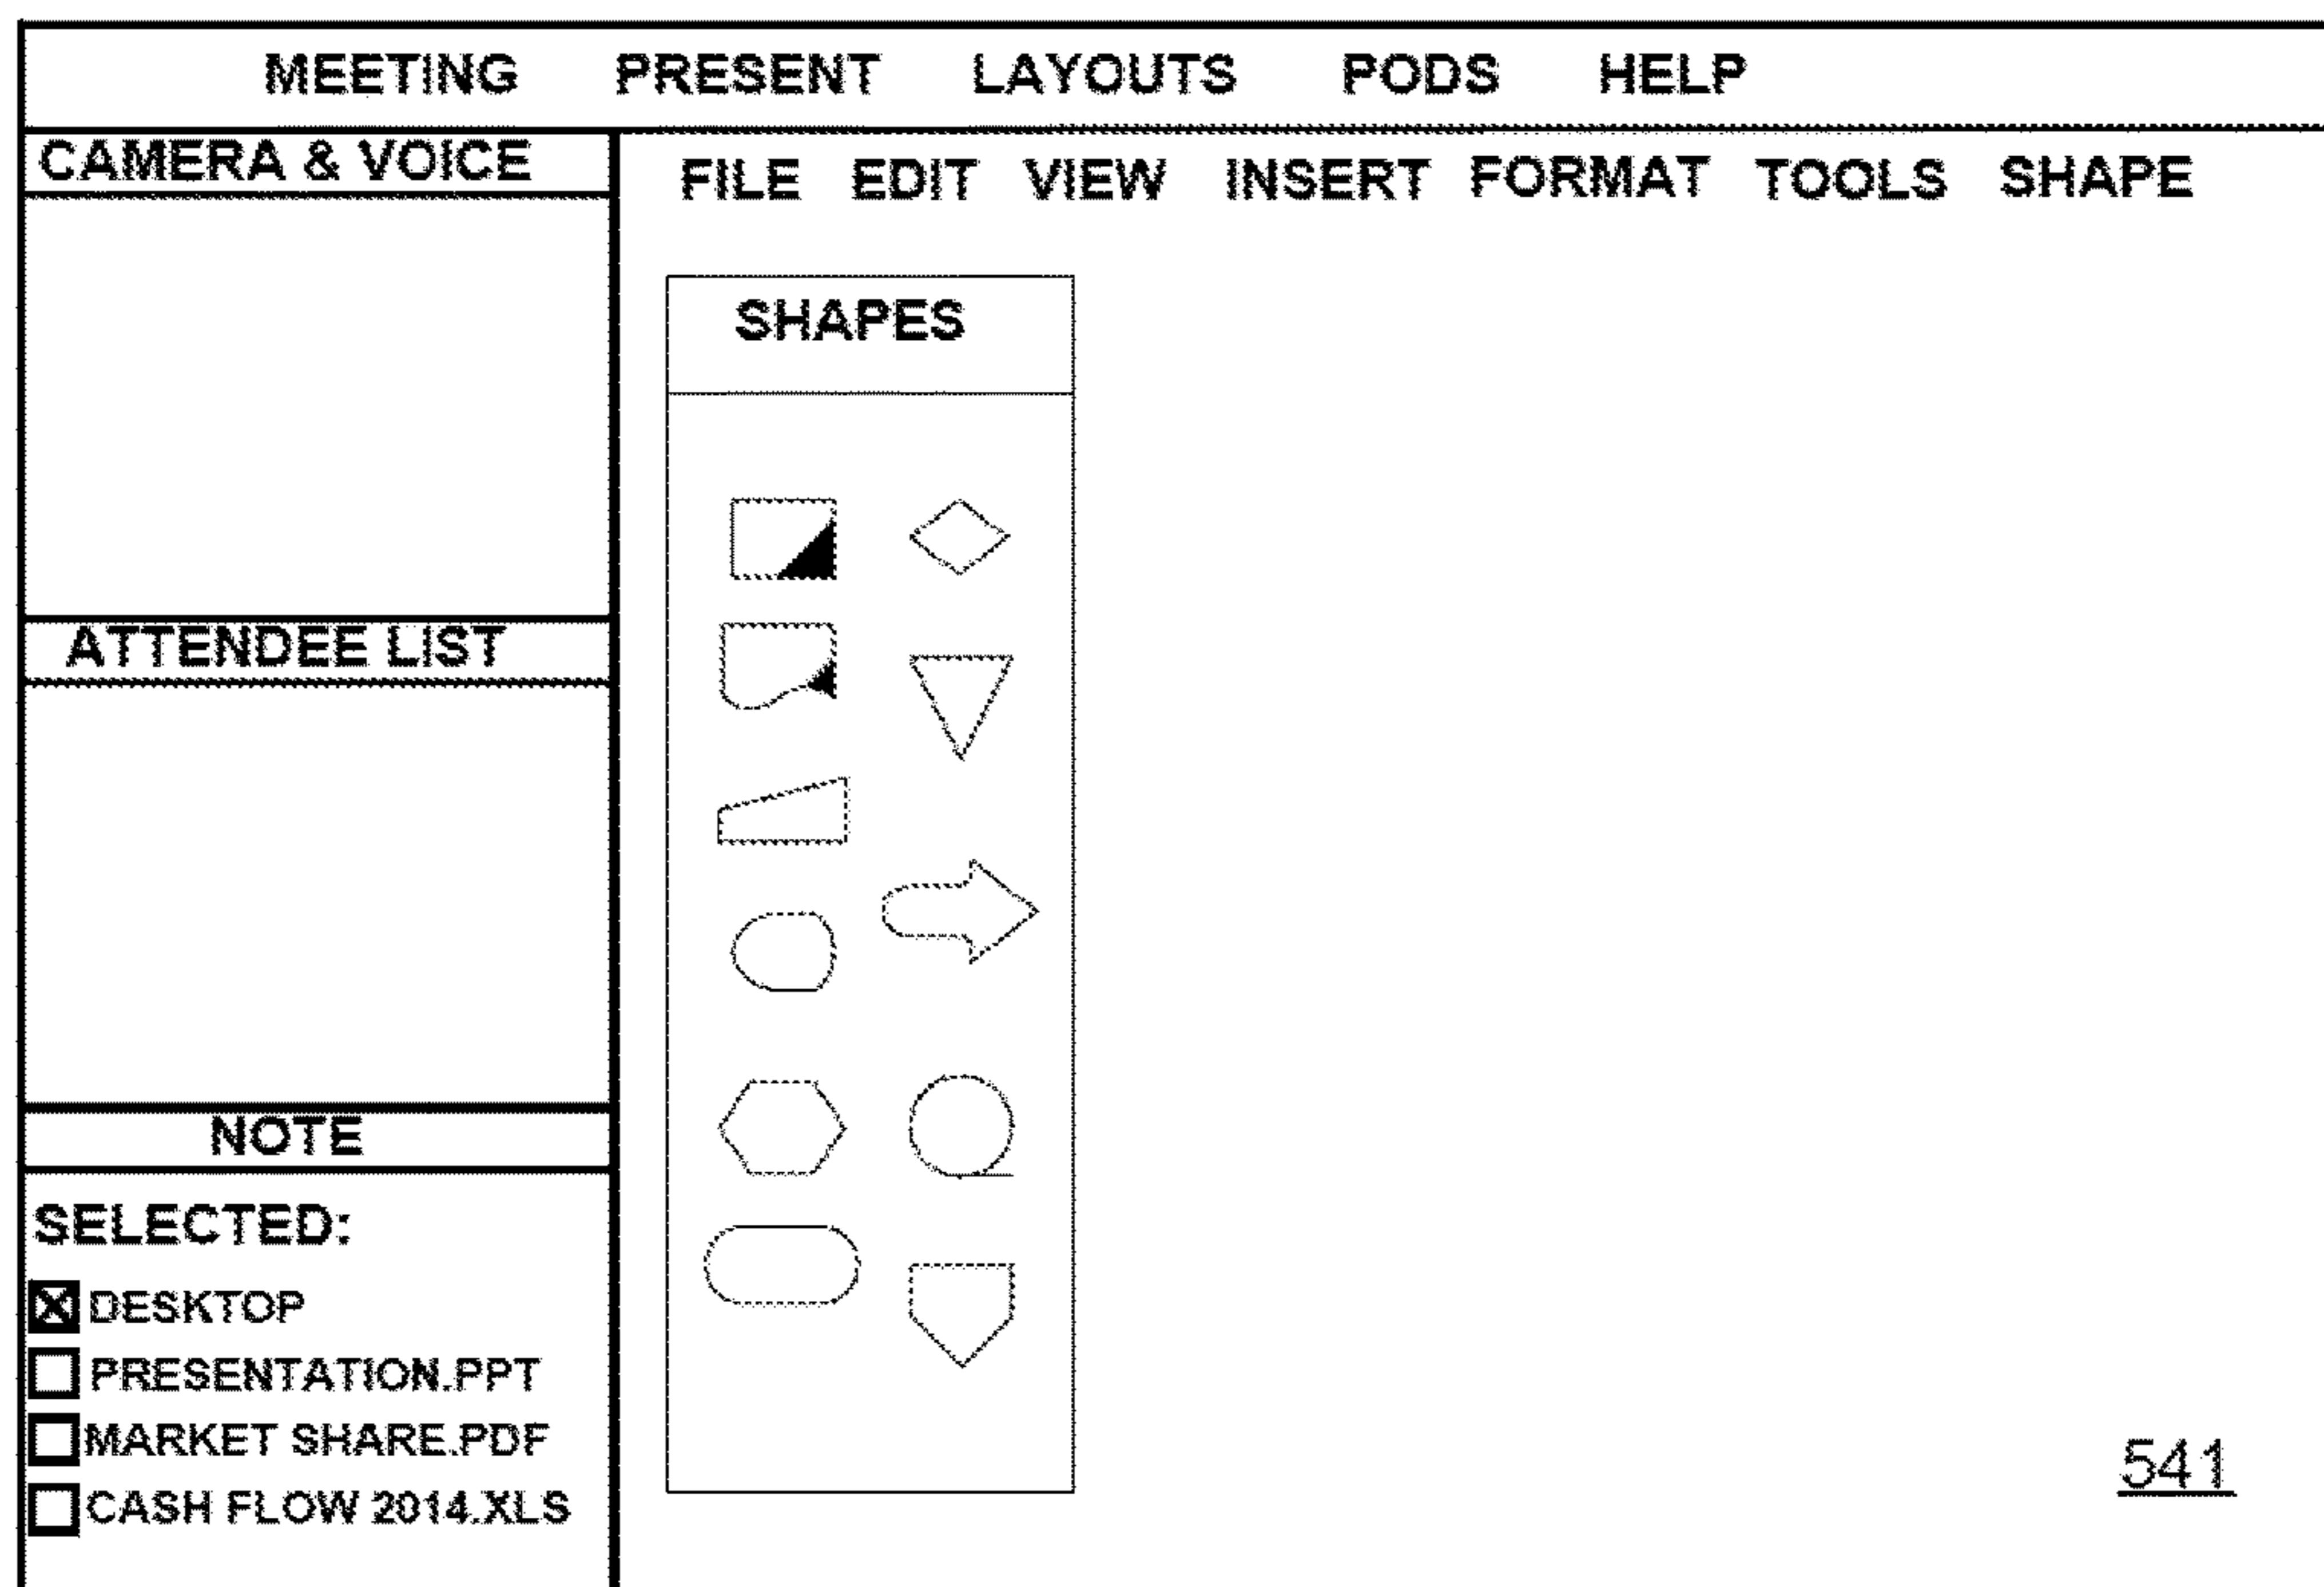 MEETING PRESENT LAYOUTS PODS HELP
CAMERA & VOICE
FILE EDIT VIEW INSERT FORMAT TOOLS SHAPE
SHAPES
ATTENDEE LIST
NOTE
SELECTED:
DESKTOP
PRESENTATION.PPT
MARKET SHARE.PDF
CASH FLOW 2014.XLS
541